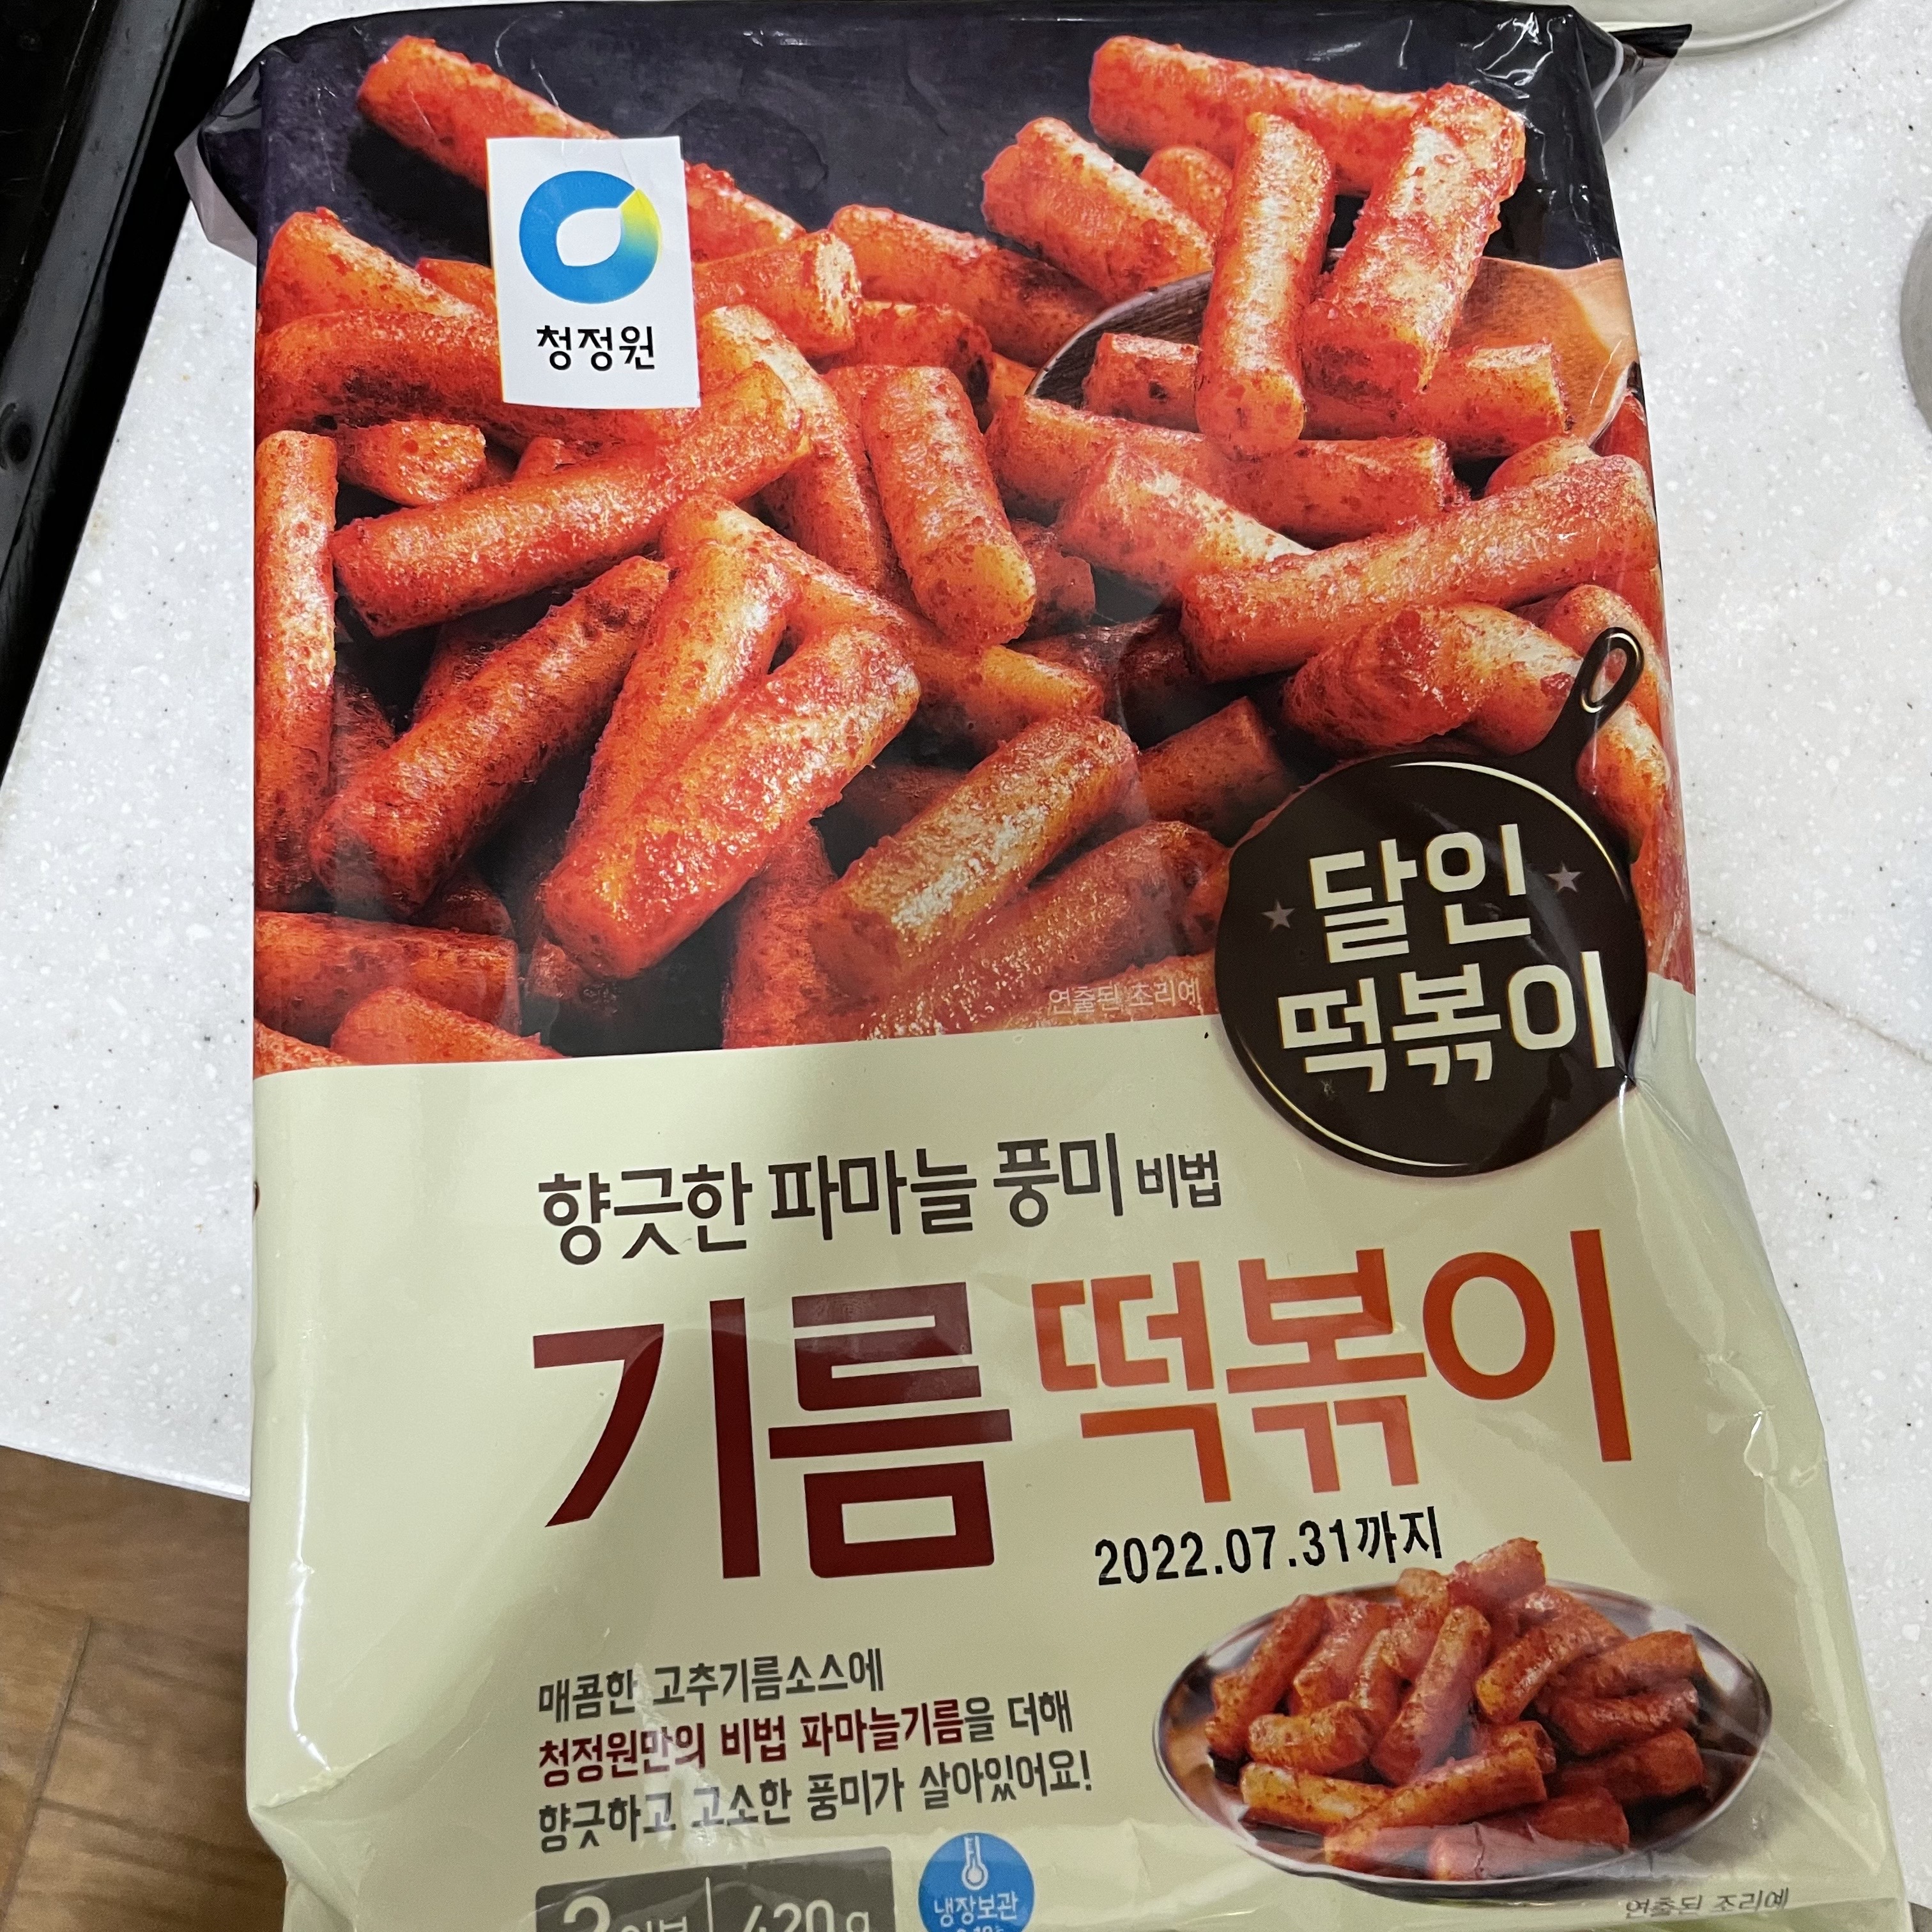 청정원
연출된 조리예
달인
떡볶이
향긋한 파마늘 풍미 비법
기름 떡볶이
2022.07.31까지
매콤한 고추기름소스에
청정원만의 비법 파마늘기름을 더해
향긋하고 고소한 풍미가 살아있어요!
420g
냉장보관
연출된 조리예